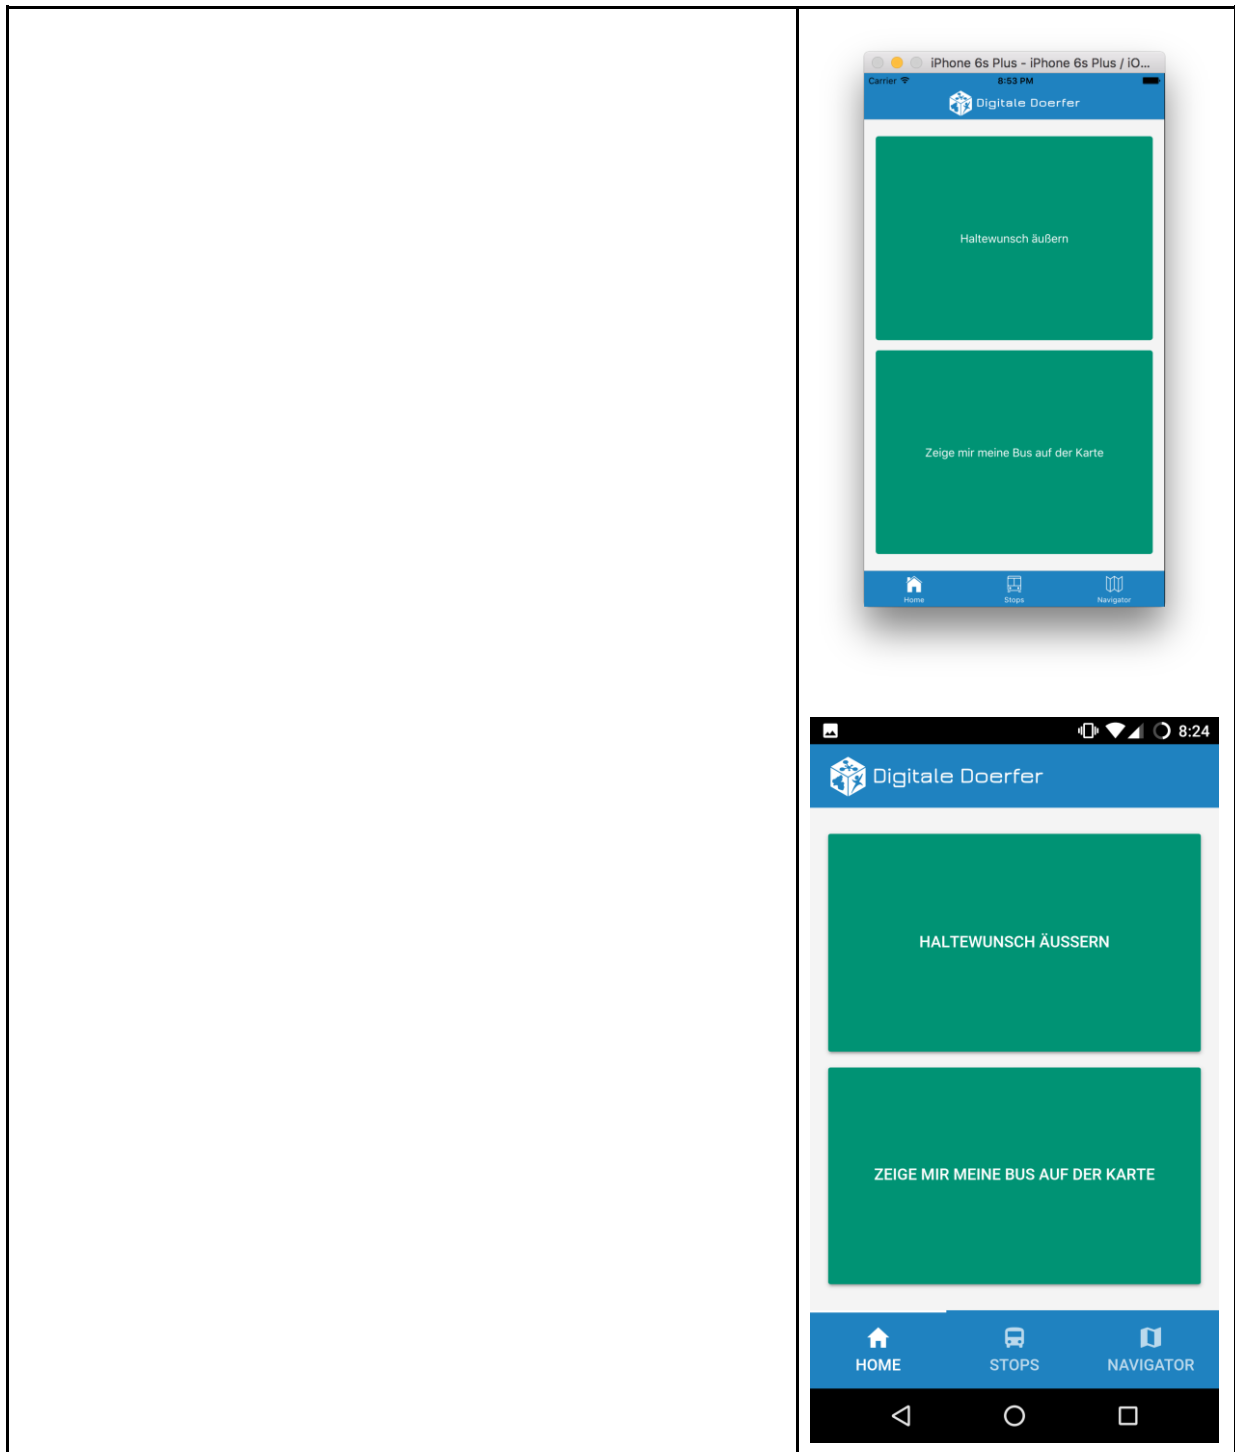 iPhone 6s Plus - iPhone 6s Plus / iO...
Carrier 8:53 PM
Digitale Doerfer
Haltewunsch äußern
Zeige mir meine Bus auf der Karte
Home Stops Navigator
8:24
Digitale Doerfer
HALTEWUNSCH ÄUSSERN
ZEIGE MIR MEINE BUS AUF DER KARTE
HOME STOPS NAVIGATOR